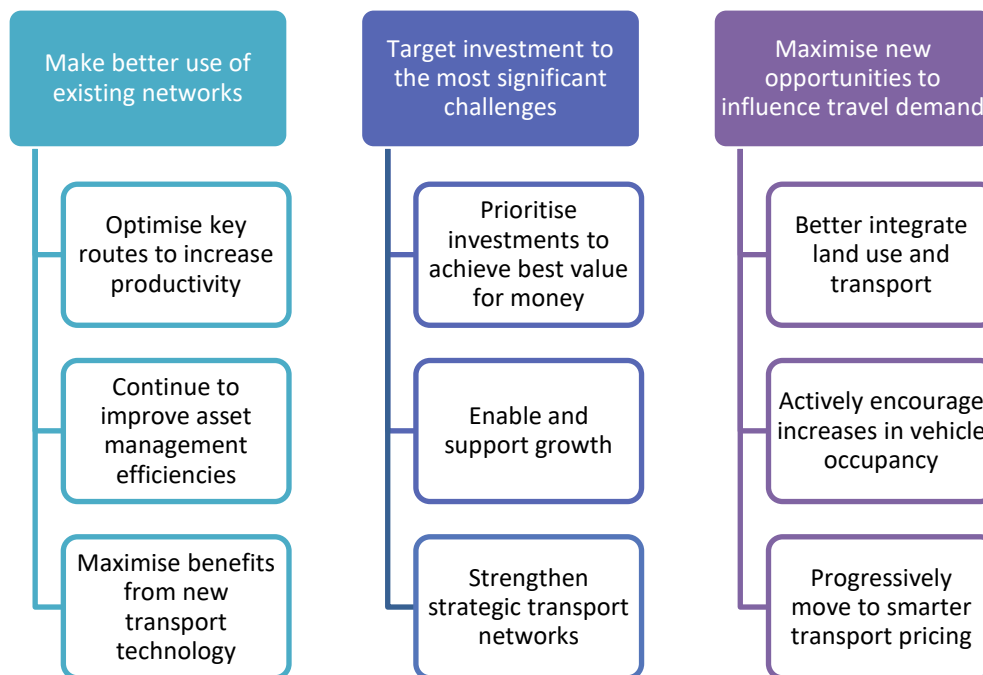 Make better use of
existing networks
Optimise key
routes to increase
productivity
Continue to
improve asset
management
efficiencies
Maximise benefits
from new
transport
technology
Target investment to
the most significant
challenges
Prioritise
investments to
achieve best value
for money
Enable and
support growth
Strengthen
strategic transport
networks
Maximise new
opportunities to
influence travel demand
Better integrate
land use and
transport
Actively encourage
increases in vehicle
occupancy
Progressively
move to smarter
transport pricing